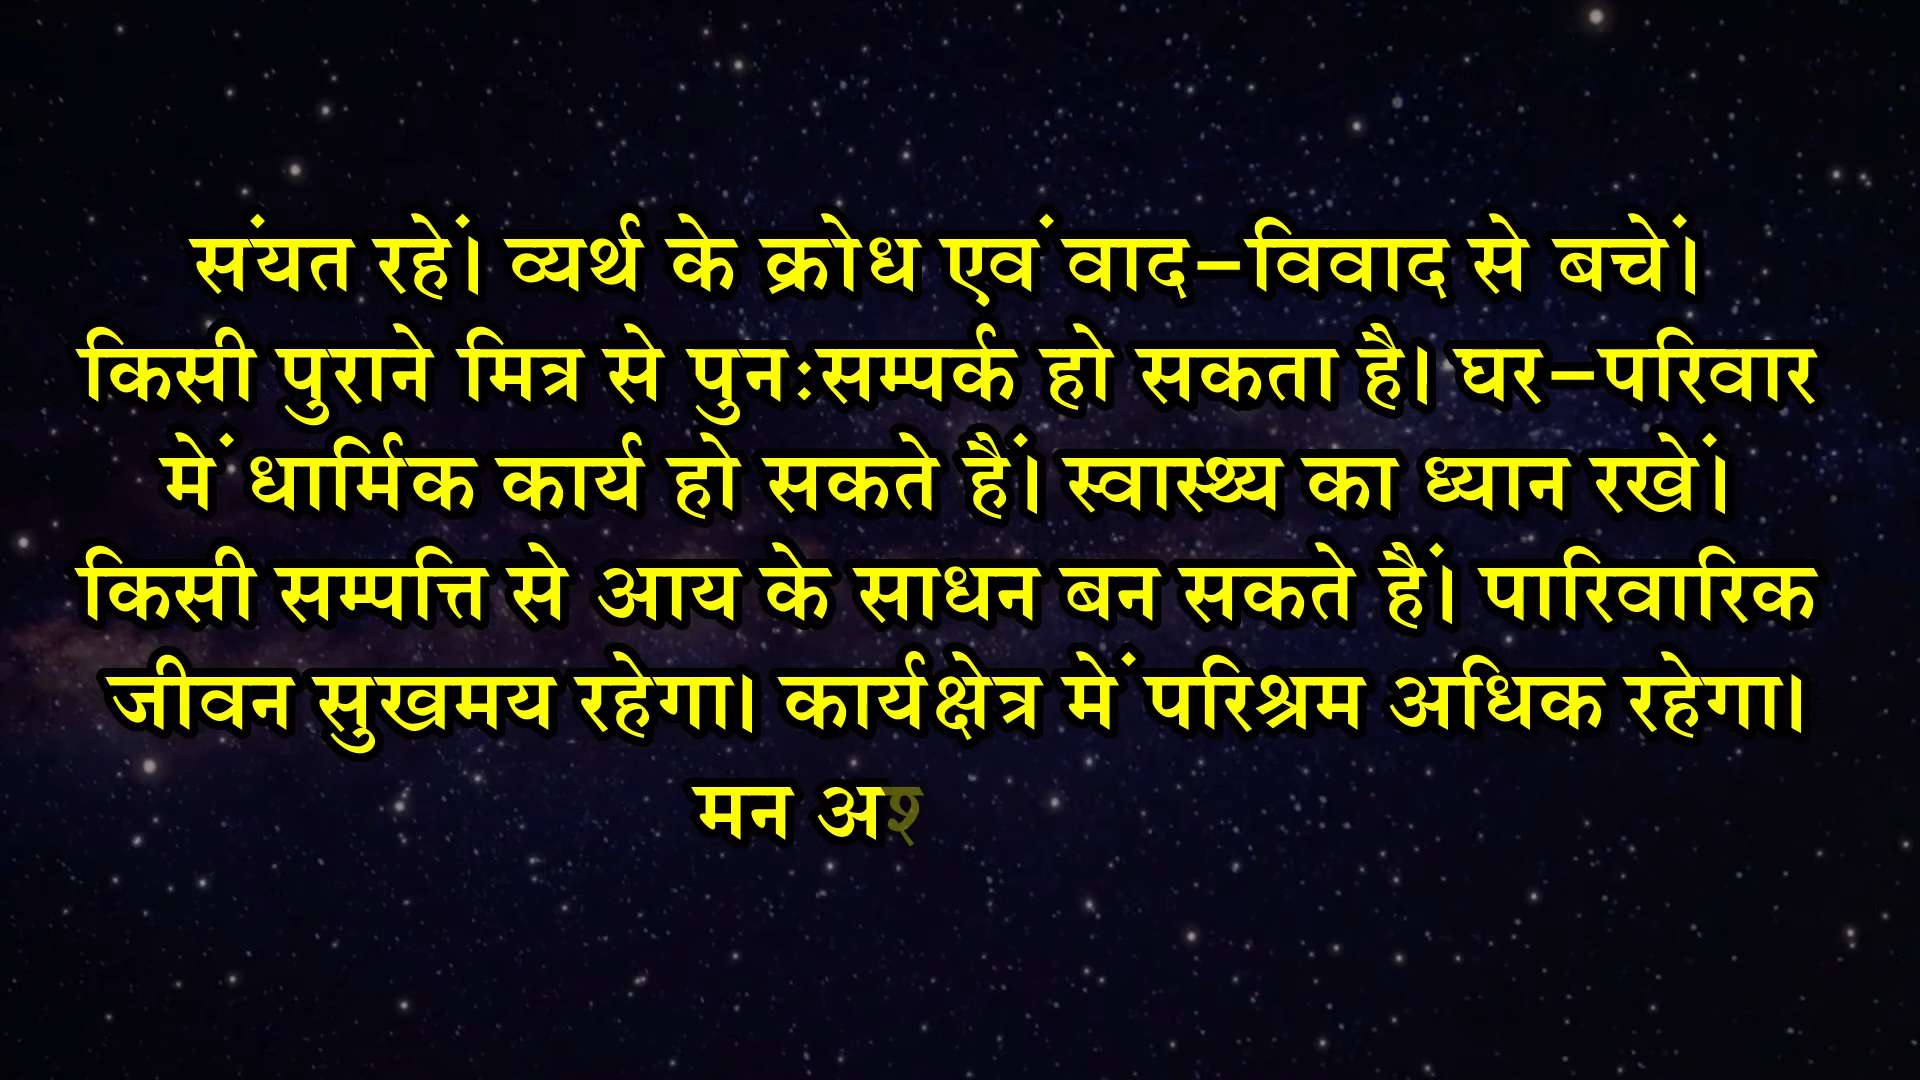 संयत रहें। व्यर्थ के क्रोध एवं वाद-विवाद से बचें।
किसी पुराने मित्र से पुनःसम्पर्क हो सकता है। घर-परिवार
में धार्मिक कार्य हो सकते हैं। स्वास्थ्य का ध्यान रखें।
किसी सम्पत्ति से आय के साधन बन सकते हैं। पारिवारिक
जीवन सुखमय रहेगा। कार्यक्षेत्र में परिश्रम अधिक रहेगा।
मन